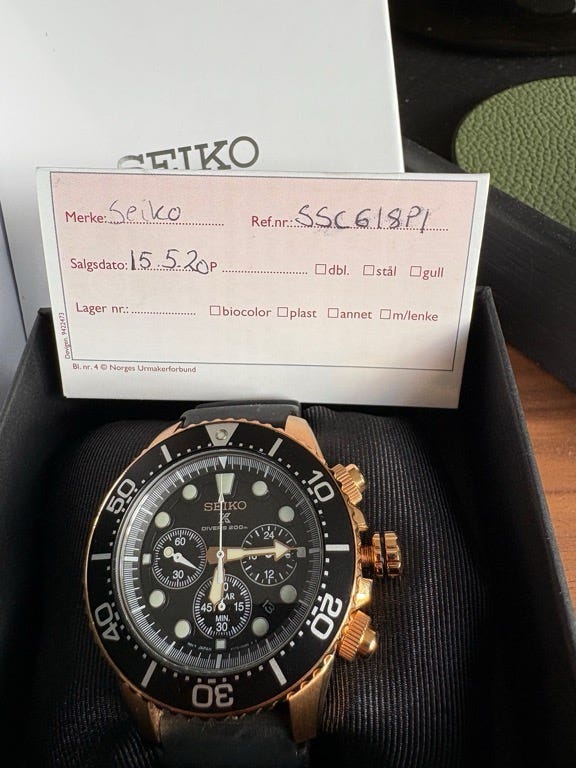 SEIKO
Merke: Seiko Ref.nr.: SSC618P1
Salgsdato: 15.5.20 P ☐ dbl. ☐ stål ☐ gull
Lager nr.: ☐ biocolor ☐ plast ☐ annet ☐ m/lenke
Devigen. 9422473
Bl. nr. 4 © Norges Urmakerforbund
50
10
40
20
30
SEIKO
DIVER'S 200m
60
30
24
12
45
15
MIN.
30